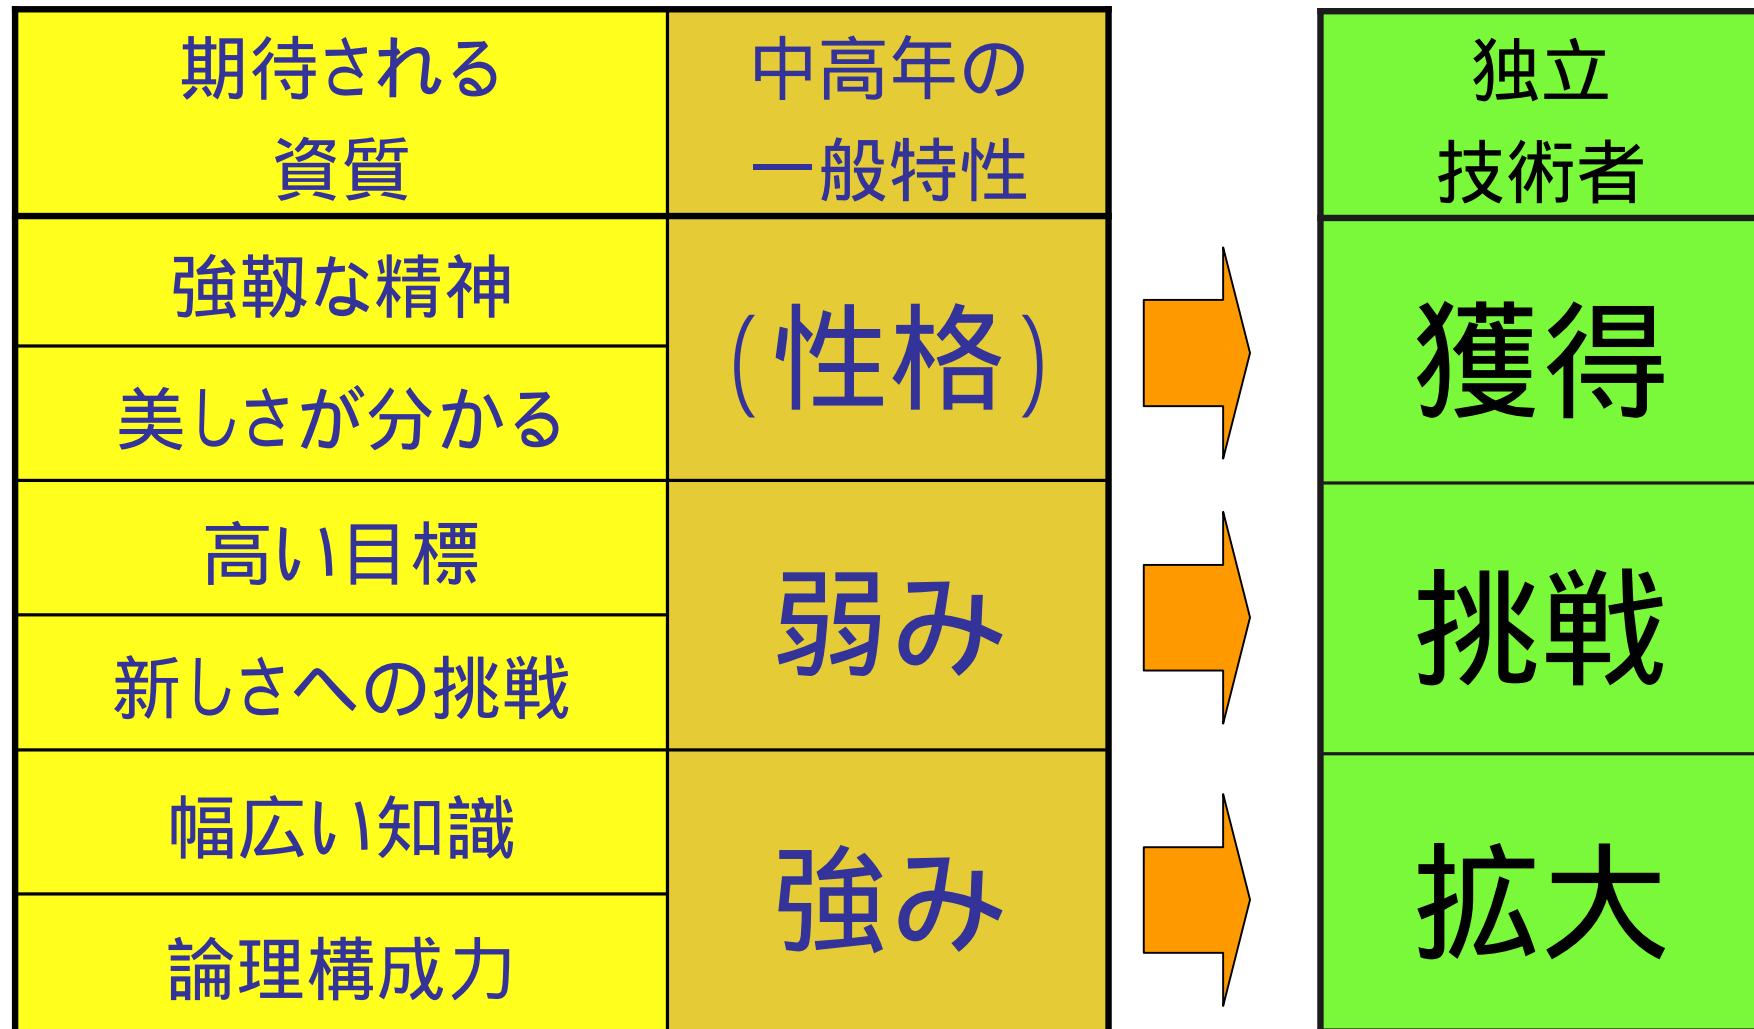 期待される
資質
中高年の
一般特性
独立
技術者
強靱な精神
美しさが分かる
(性格)
獲得
高い目標
新しさへの挑戦
弱み
挑戦
幅広い知識
論理構成力
強み
拡大